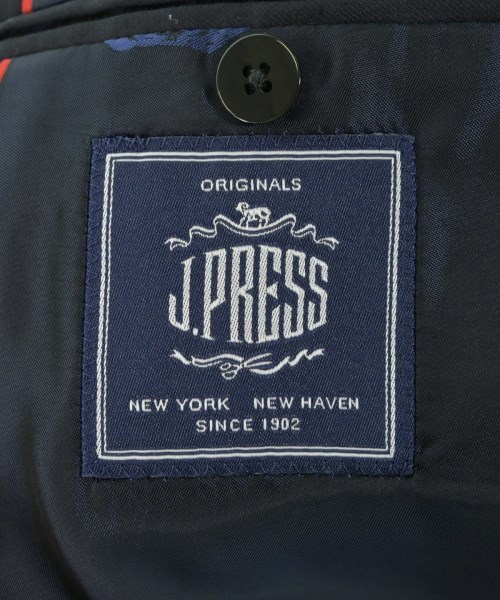 ORIGINALS
J.PRESS
NEW YORK NEW HAVEN
SINCE 1902